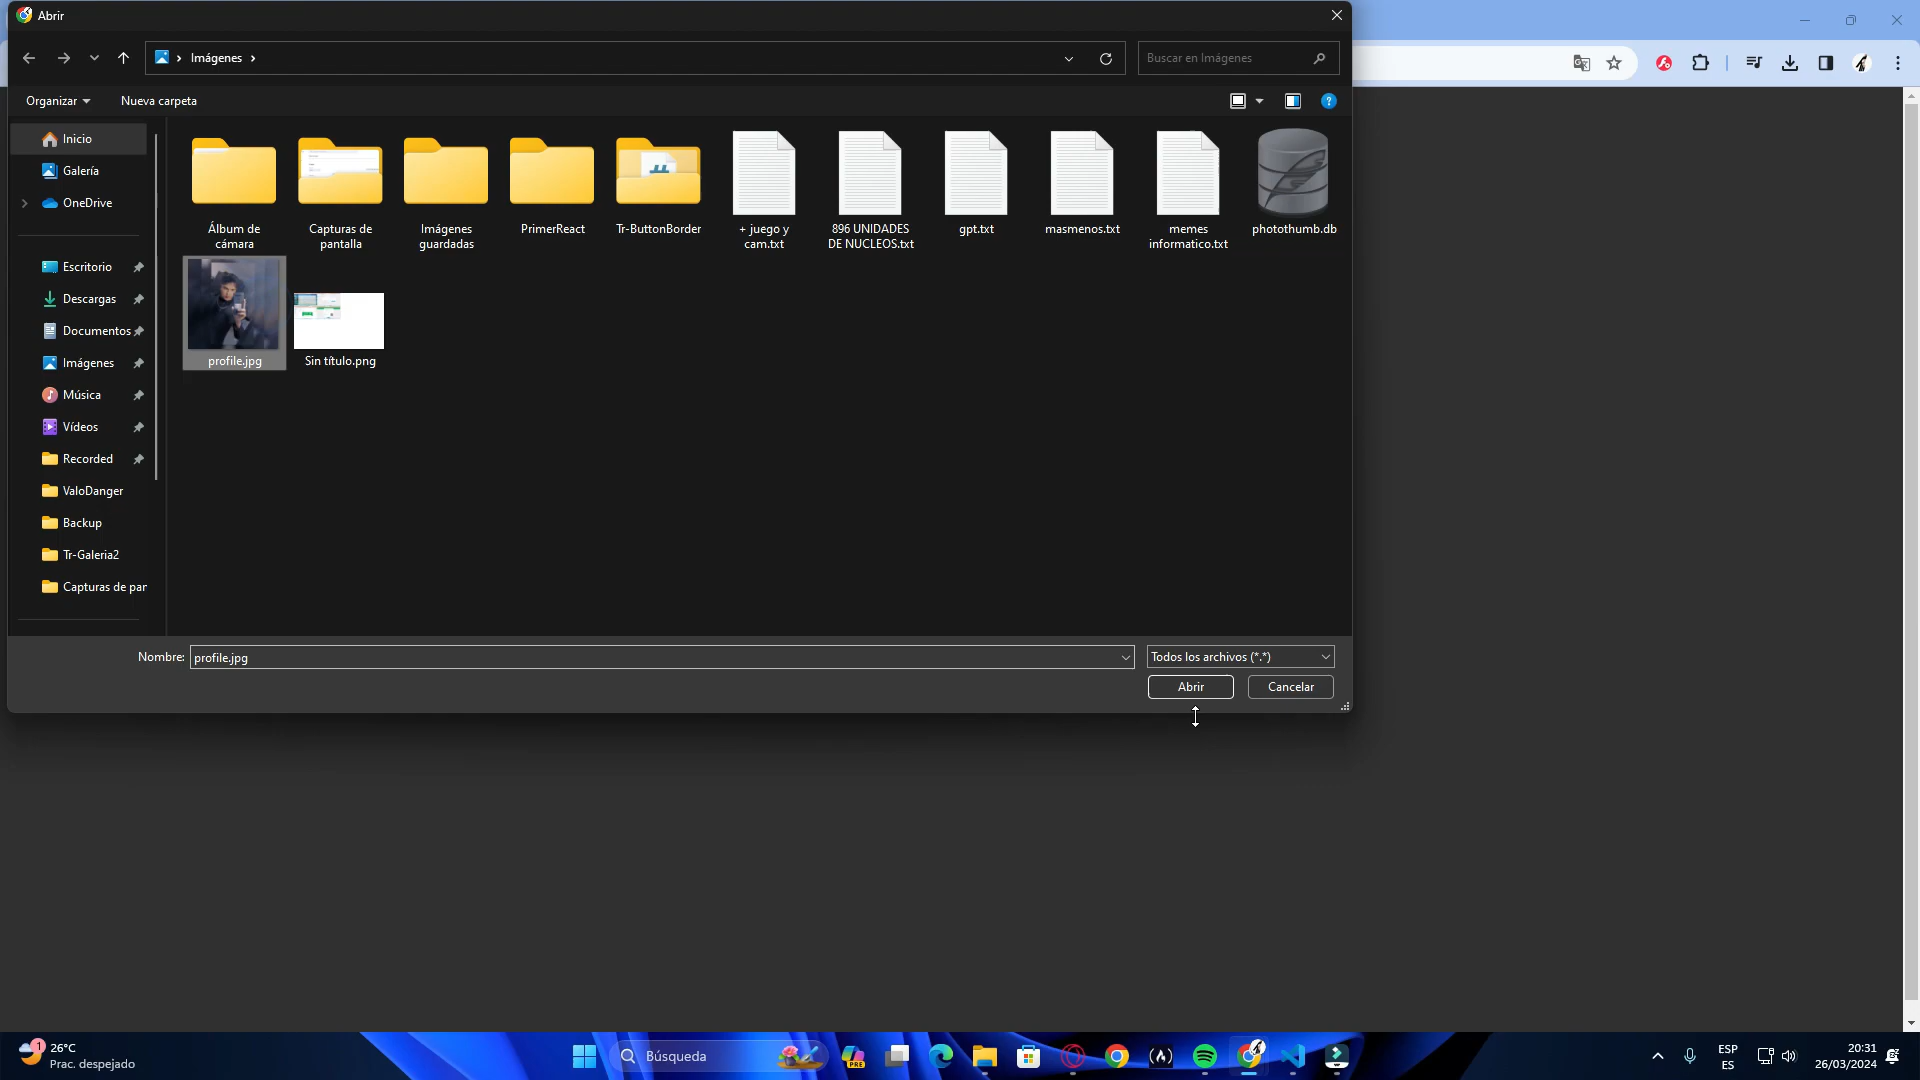 Abrir
Imágenes
Buscar en Imágenes
Organizar
Nueva carpeta
Inicio
Galería
OneDrive
Escritorio
Descargas
Documentos
Imágenes
Música
Vídeos
Recorded
ValoDanger
Backup
Tr-Galeria2
Capturas de par
Álbum de
cámara
Capturas de
pantalla
Imágenes
guardadas
PrimerReact
Tr-ButtonBorder
+ juego y
cam.txt
896 UNIDADES
DE NUCLEOS.txt
gpt.txt
masmenos.txt
memes
informatico.txt
photothumb.db
profile.jpg
Sin título.png
Nombre:
profile.jpg
Todos los archivos (*.*)
Abrir
Cancelar
1
26°C
Prac. despejado
Búsqueda
PRE
ESP
ES
20:31
26/03/2024